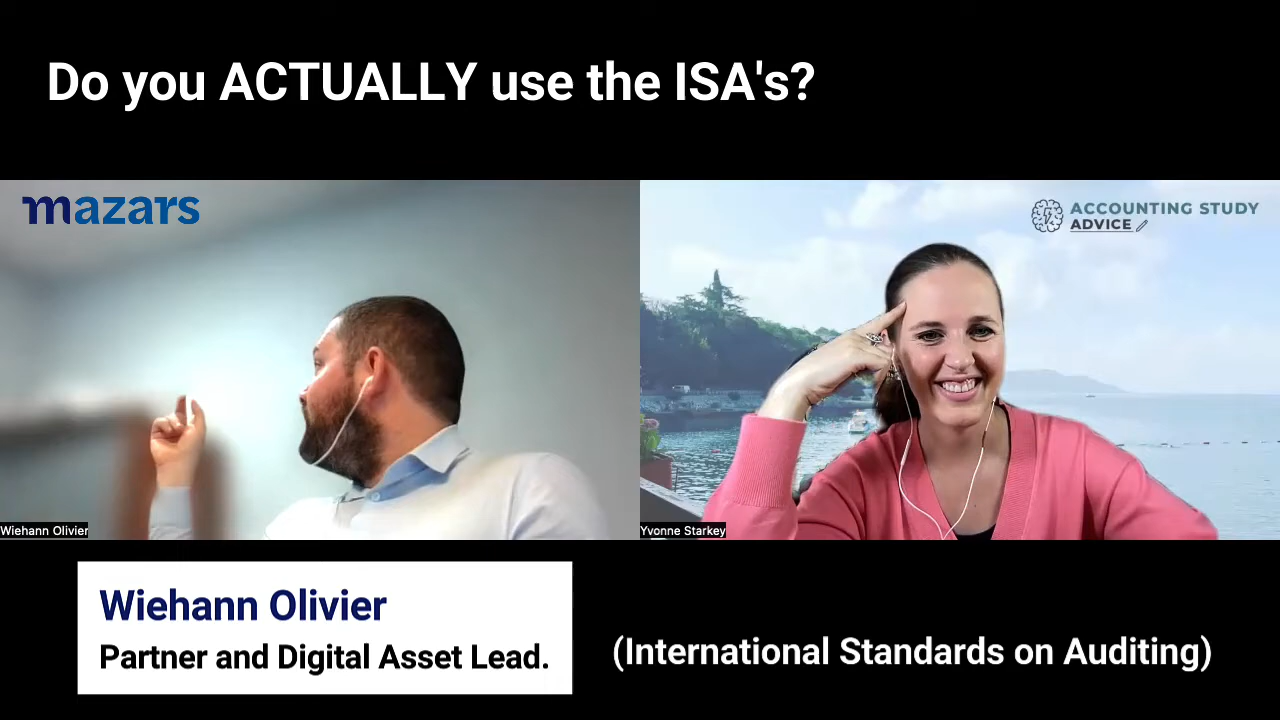 Do you ACTUALLY use the ISA's?
mazars
ACCOUNTING STUDY
ADVICE
Wiehann Olivier
Yvonne Starkey
Wiehann Olivier
Partner and Digital Asset Lead.
(International Standards on Auditing)